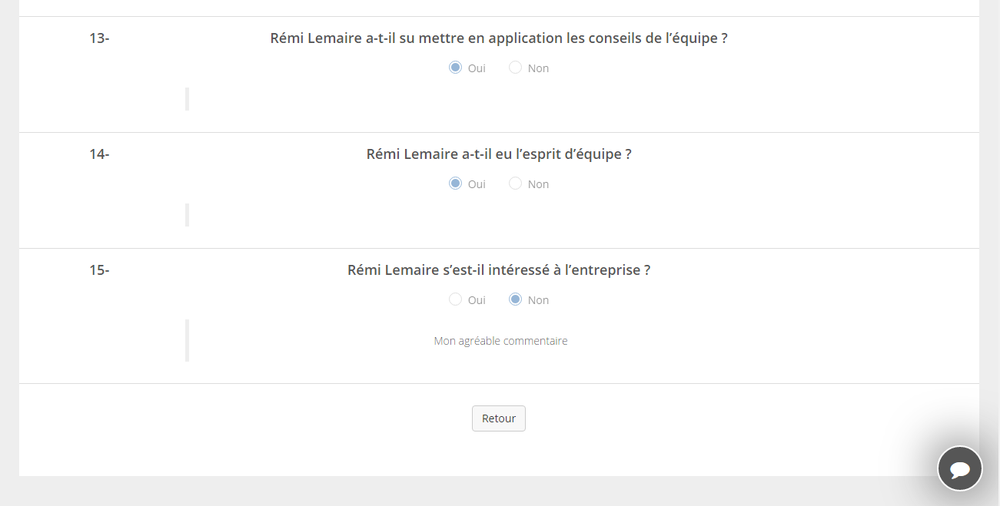 13-
Rémi Lemaire a-t-il su mettre en application les conseils de l’équipe ?
Oui Non
14-
Rémi Lemaire a-t-il eu l’esprit d’équipe ?
Oui Non
15-
Rémi Lemaire s’est-il intéressé à l’entreprise ?
Oui Non
Mon agréable commentaire
Retour